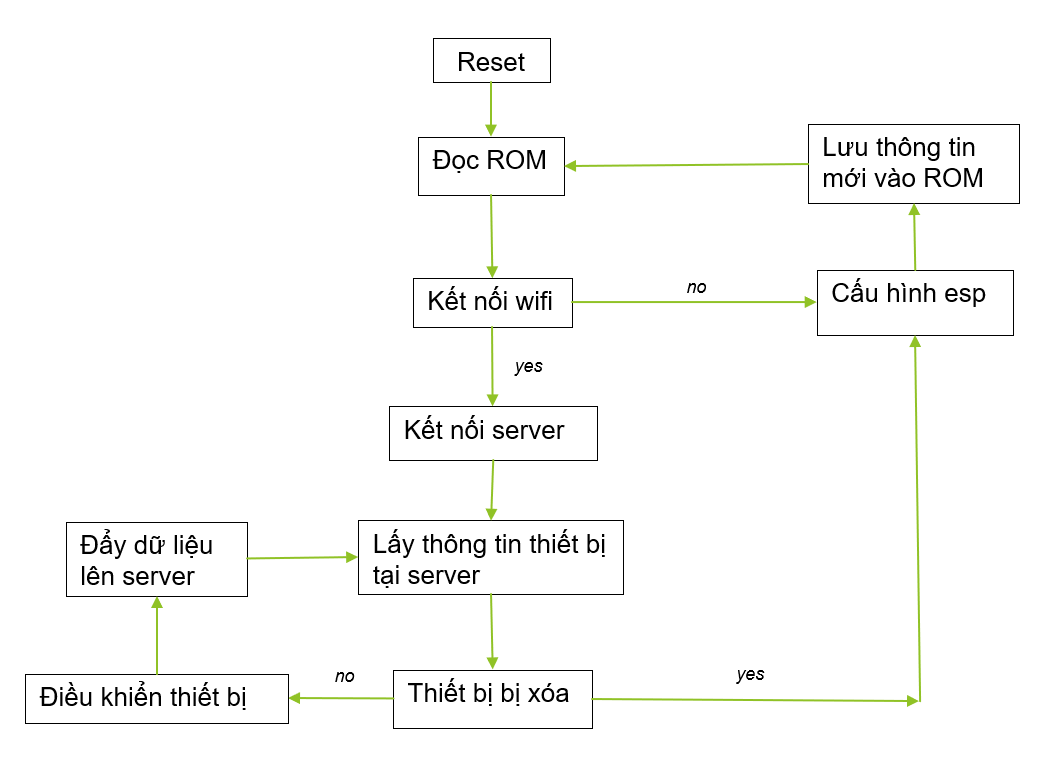 Reset
Đọc ROM
Lưu thông tin
mới vào ROM
Kết nối wifi
no
Cấu hình esp
yes
Kết nối server
Đẩy dữ liệu
lên server
Lấy thông tin thiết bị
tại server
Điều khiển thiết bị
no
Thiết bị bị xóa
yes